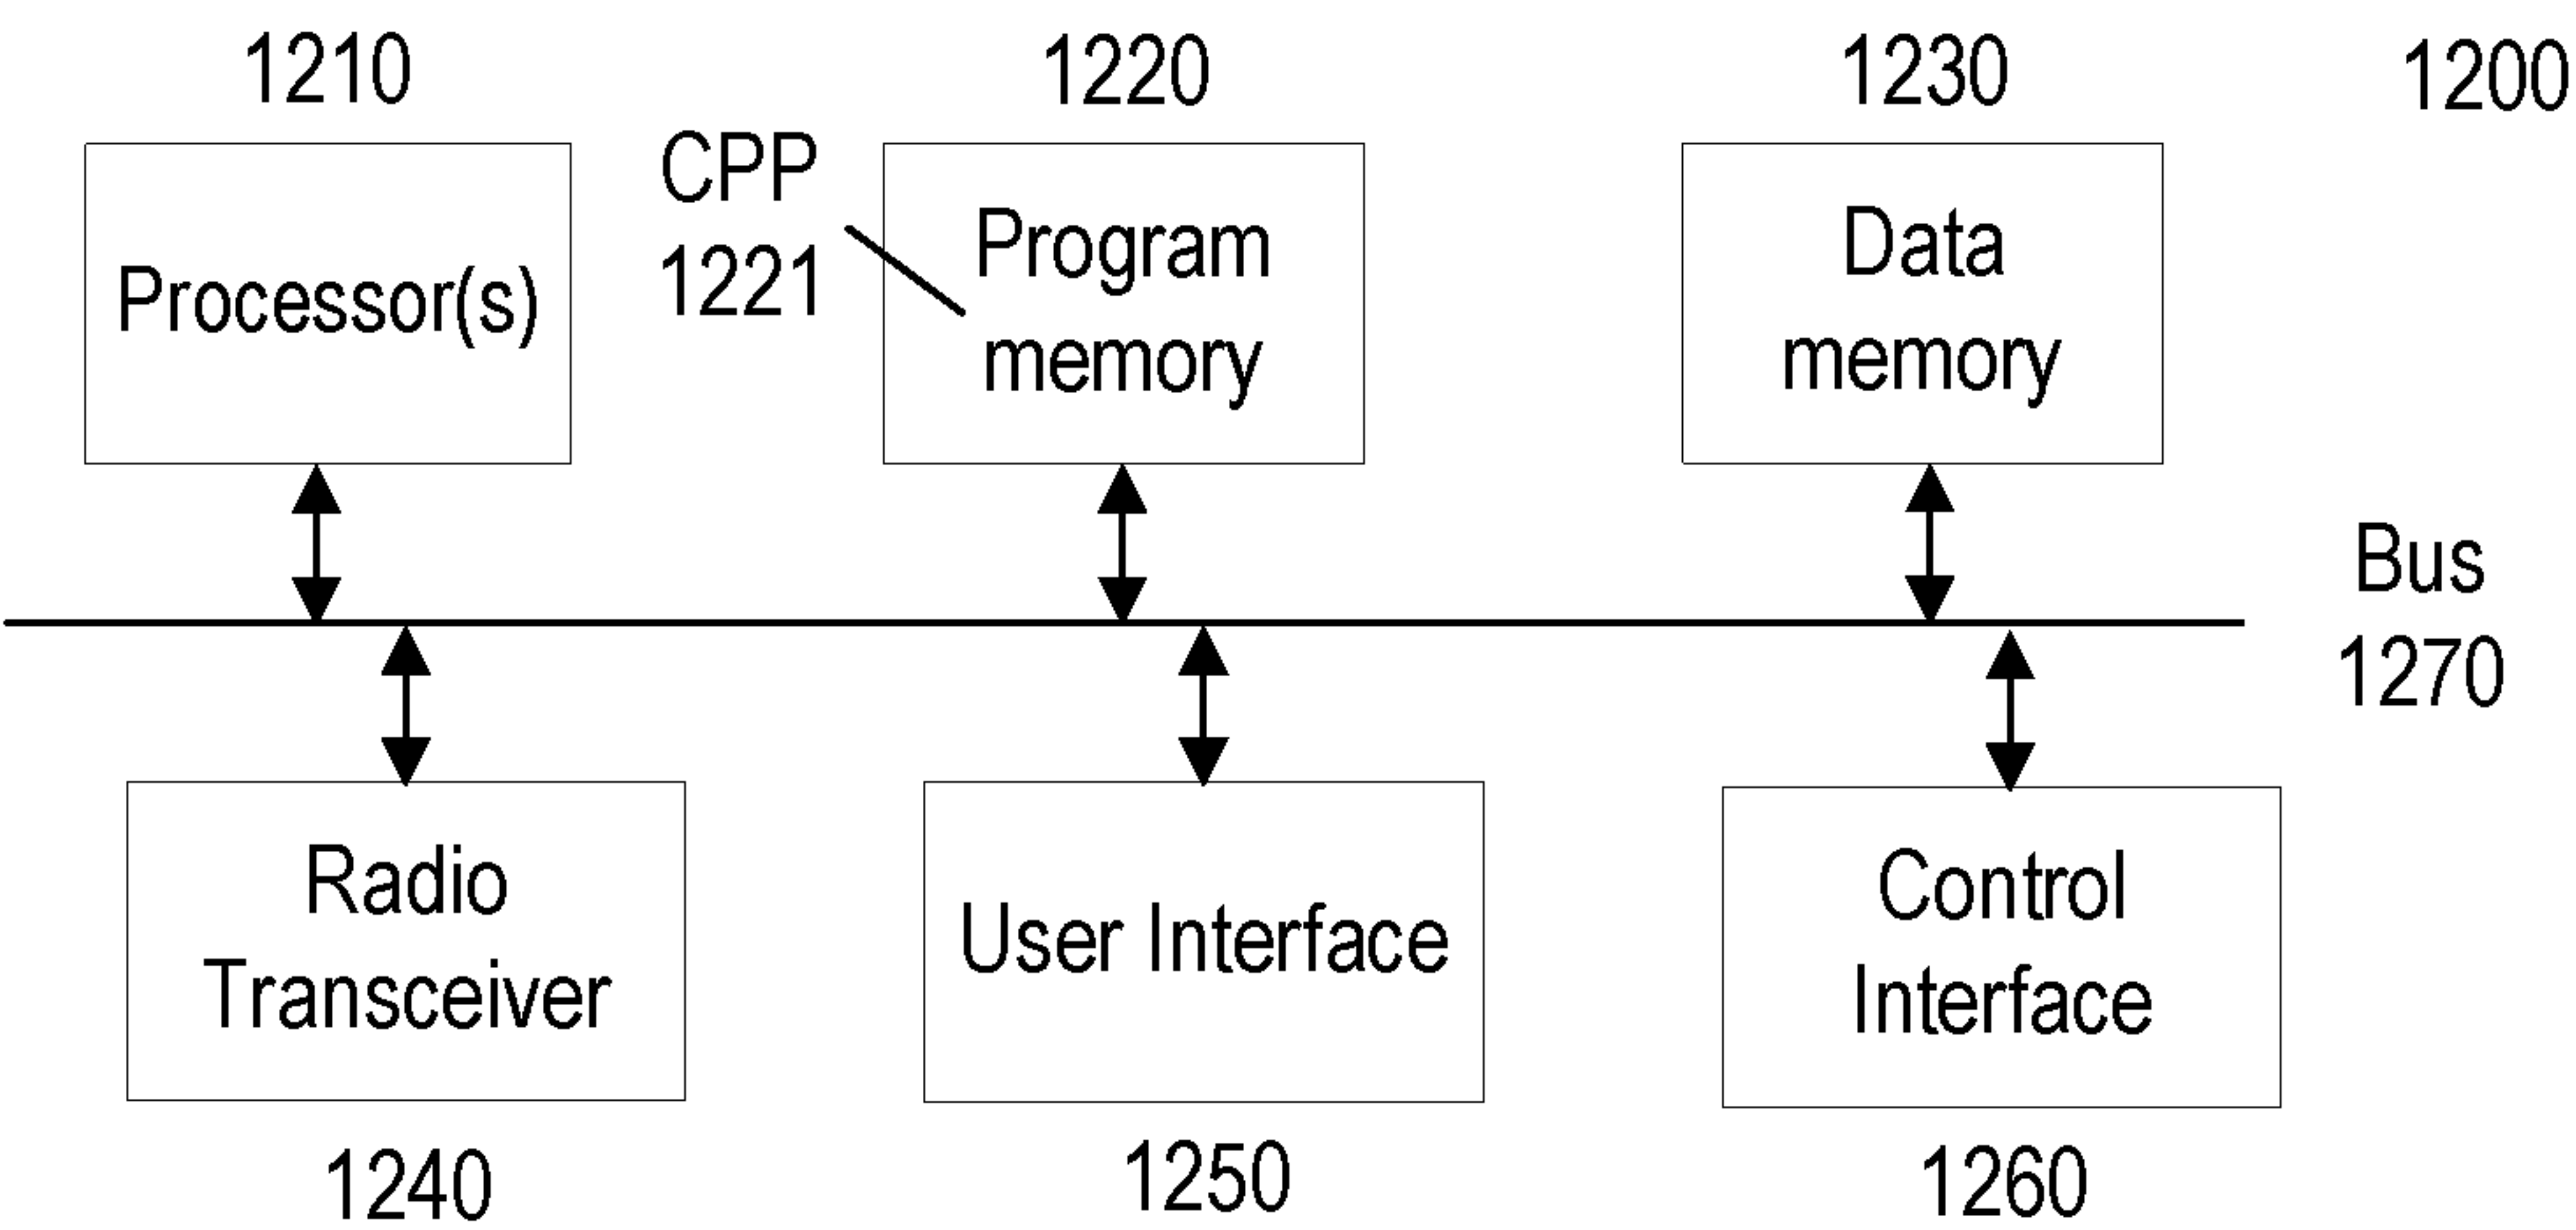 1210
1220
1230
1200
CPP
1221
Processor(s)
Program
memory
Data
memory
Bus
1270
Radio
Transceiver
User Interface
Control
Interface
1240
1250
1260